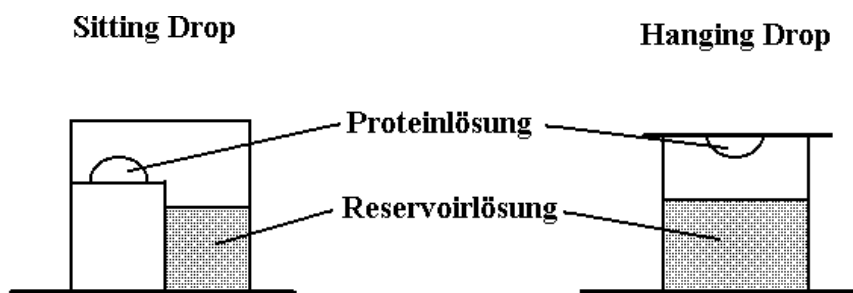 Sitting Drop
Hanging Drop
Proteinlösung
Reservoirlösung